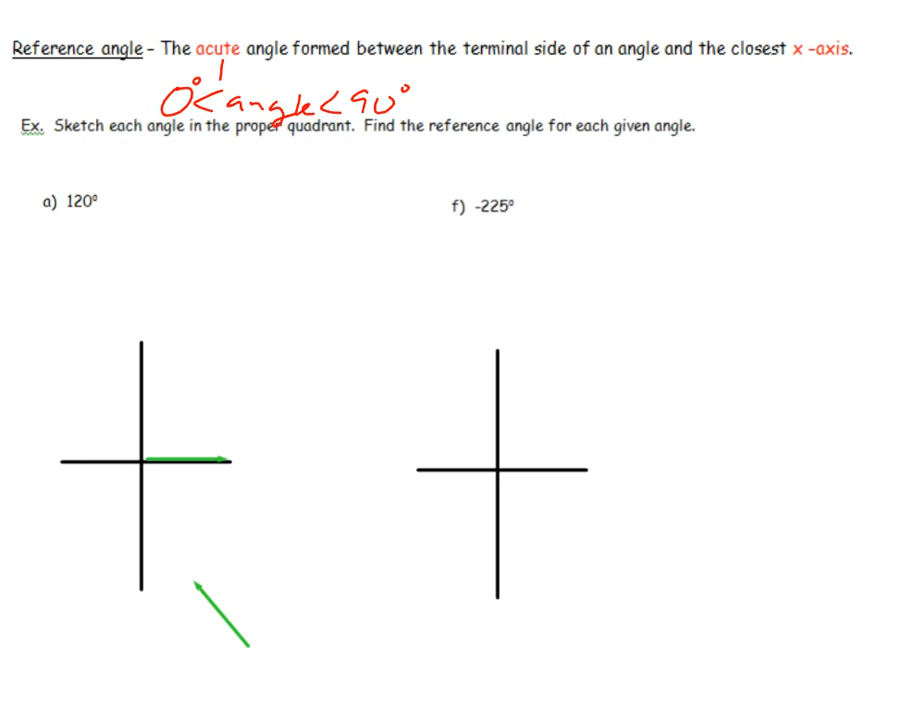 Reference angle - The acute angle formed between the terminal side of an angle and the closest x -axis.
0° < angle < 90°
Ex. Sketch each angle in the proper quadrant. Find the reference angle for each given angle.
a) 120°
f) -225°